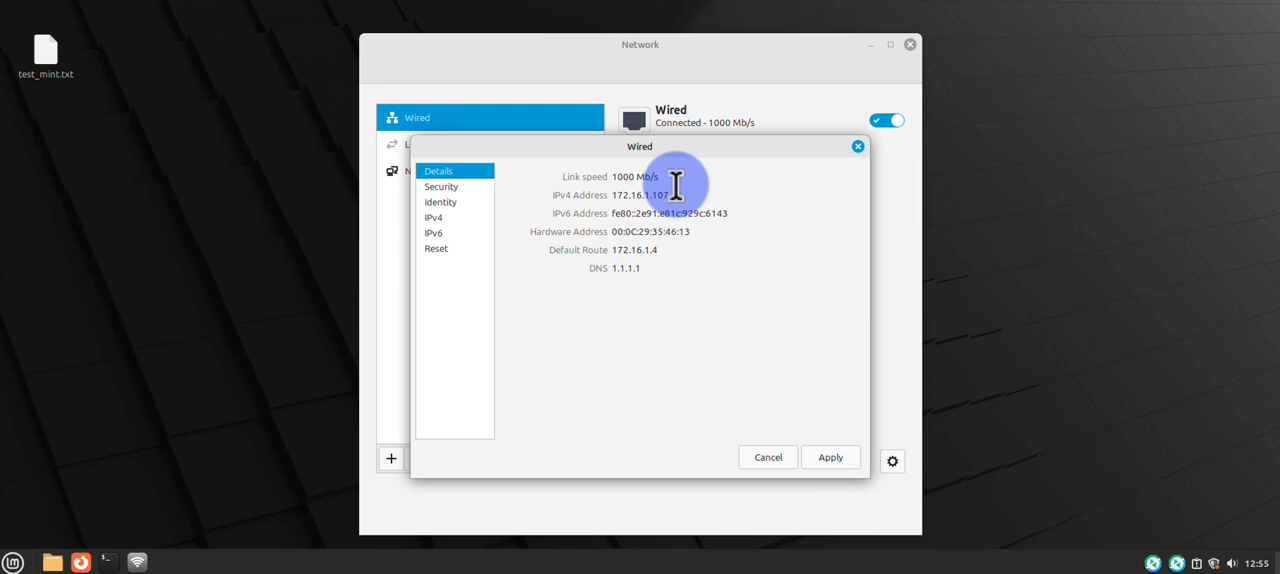 test_mint.txt
Network
Wired
Wired
Connected - 1000 Mb/s
Wired
Details
Security
Identity
IPv4
IPv6
Reset
Link speed 1000 Mb/s
IPv4 Address 172.16.1.107
IPv6 Address fe80::2e91:e81c:929c:6143
Hardware Address 00:0C:29:35:46:13
Default Route 172.16.1.4
DNS 1.1.1.1
Cancel
Apply
12:55